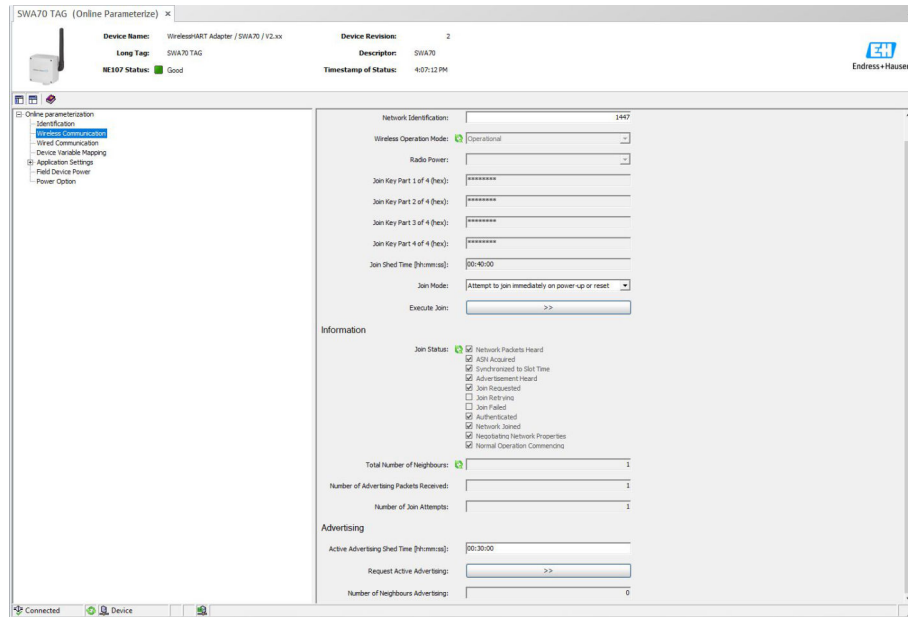 SWA70 TAG (Online Parameterize) ×
Device Name: WirelessHART Adapter / SWA70 / V2.xx Device Revision: 2
Long Tag: SWA70 TAG Descriptor: SWA70
NE107 Status: Good Timestamp of Status: 4:07:12 PM
EH
Endress+Hauser
Online parameterization
Identification
Wireless Communication
Wired Communication
Device Variable Mapping
Application Settings
Field Device Power
Power Option
Network Identification: 1447
Wireless Operation Mode: Operational
Radio Power:
Join Key Part 1 of 4 (hex): ********
Join Key Part 2 of 4 (hex): ********
Join Key Part 3 of 4 (hex): ********
Join Key Part 4 of 4 (hex): ********
Join Shed Time [hh:mm:ss]: 00:40:00
Join Mode: Attempt to join immediately on power-up or reset
Execute Join: >>
Information
Join Status: Network Packets Heard
ASN Acquired
Synchronized to Slot Time
Advertisement Heard
Join Requested
Join Retrying
Join Failed
Authenticated
Network Joined
Negotiating Network Properties
Normal Operation Commencing
Total Number of Neighbours: 1
Number of Advertising Packets Received: 1
Number of Join Attempts: 1
Advertising
Active Advertising Shed Time [hh:mm:ss]: 00:30:00
Request Active Advertising: >>
Number of Neighbours Advertising: 0
Connected Device